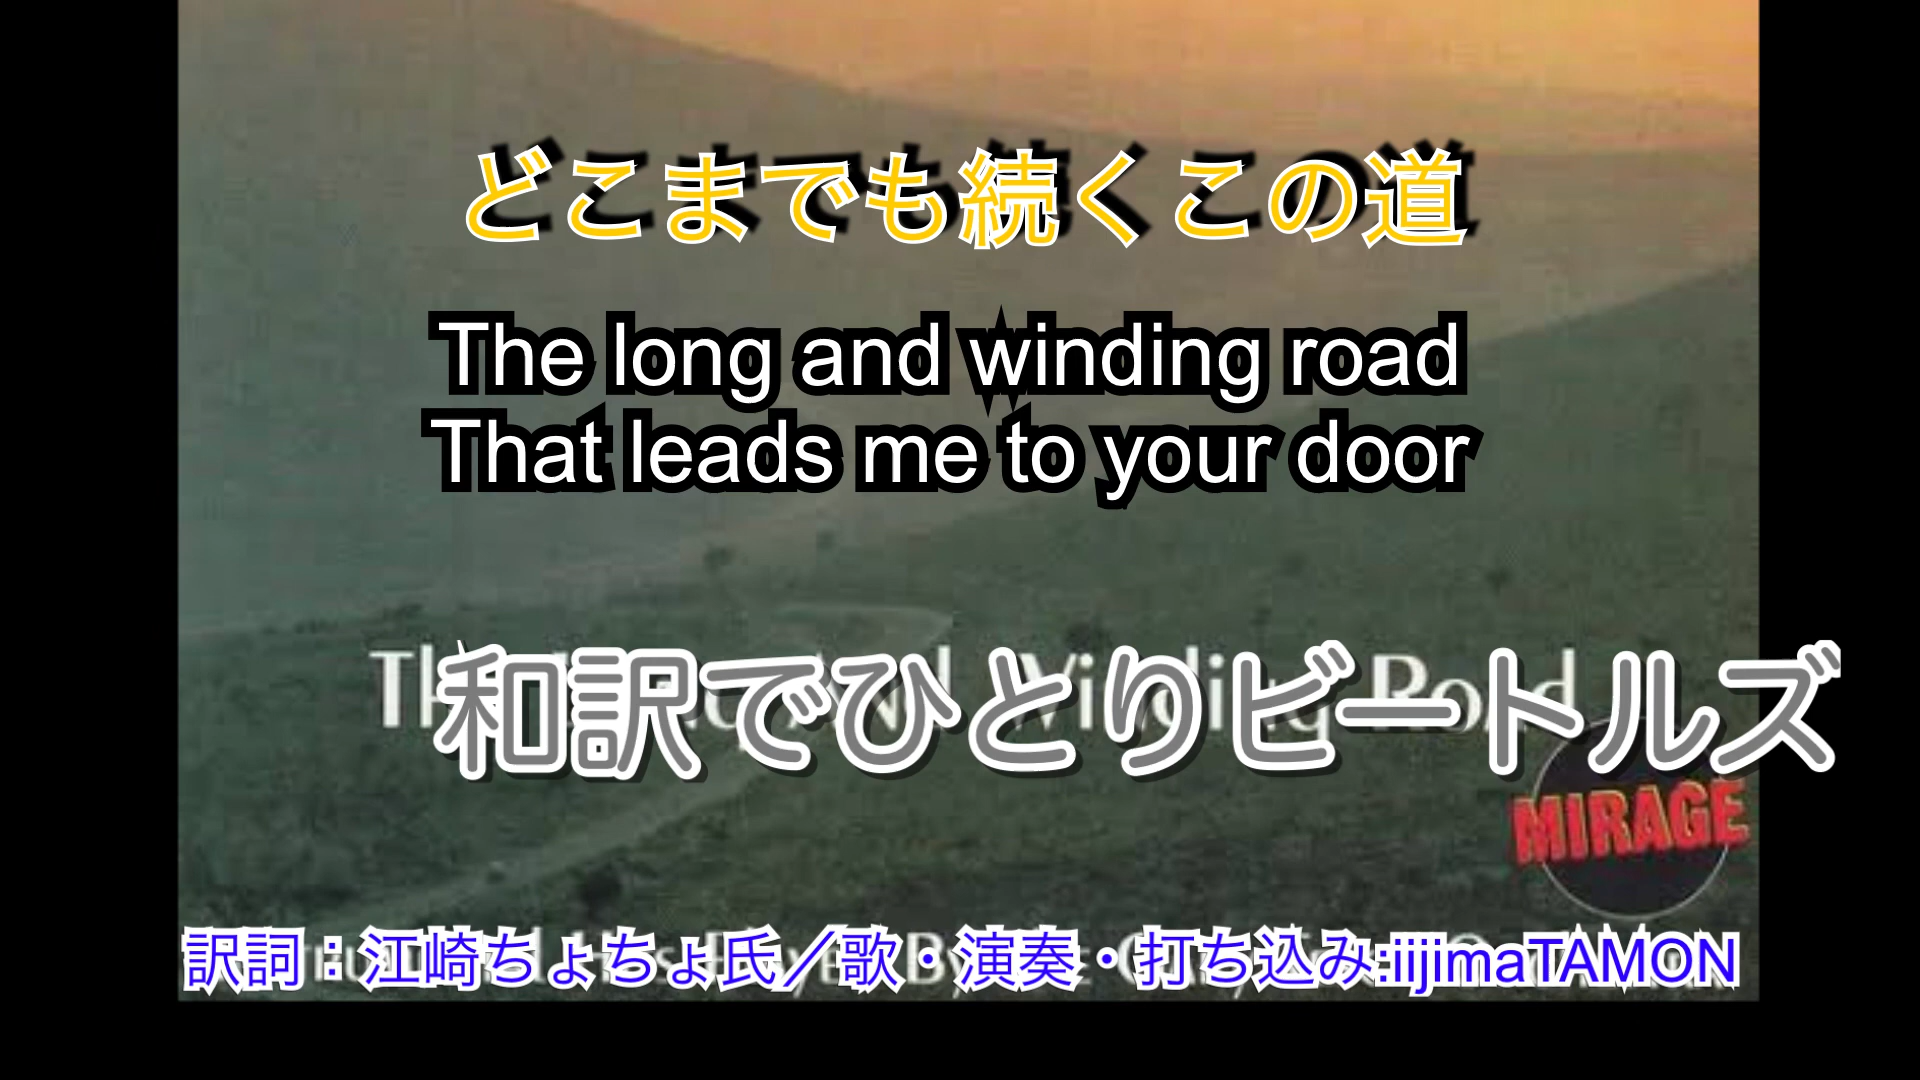 どこまでも続くこの道
The long and winding road
That leads me to your door
和訳でひとりビートルズ
MIRAGE
訳詞：江崎ちょちょ氏／歌・演奏・打ち込み:iijimaTAMON